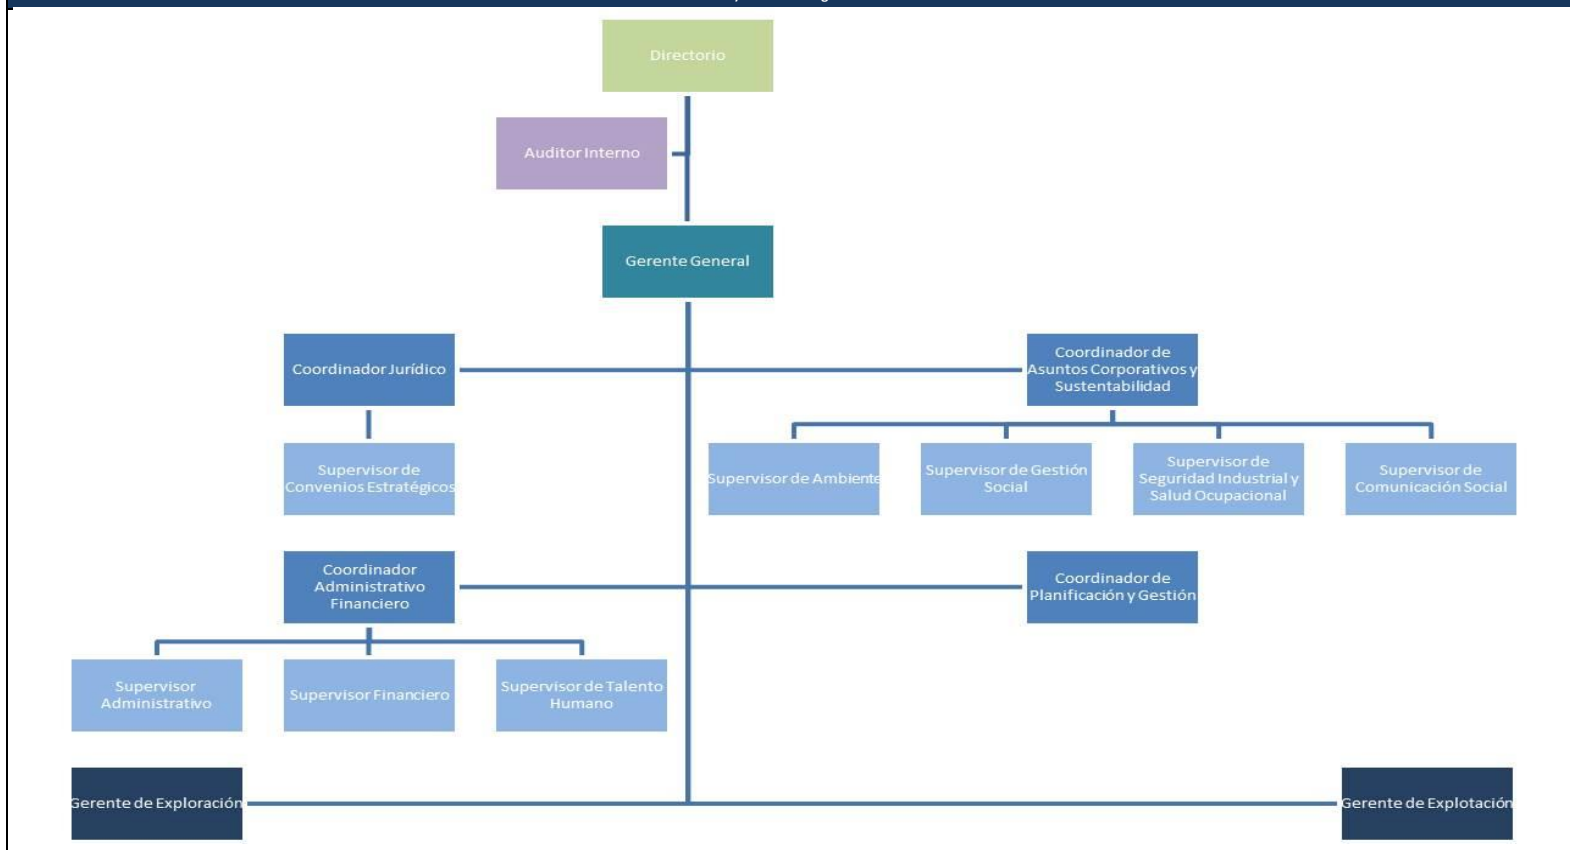 Directorio
Auditor Interno
Gerente General
Coordinador Jurídico
Coordinador de
Asuntos Corporativos y
Sustentabilidad
Supervisor de
Convenios Estratégicos
Supervisor de Ambiente
Supervisor de Gestión
Social
Supervisor de
Seguridad Industrial y
Salud Ocupacional
Supervisor de
Comunicación Social
Coordinador
Administrativo
Financiero
Coordinador de
Planificación y Gestión
Supervisor
Administrativo
Supervisor Financiero
Supervisor de Talento
Humano
Gerente de Exploración
Gerente de Explotación